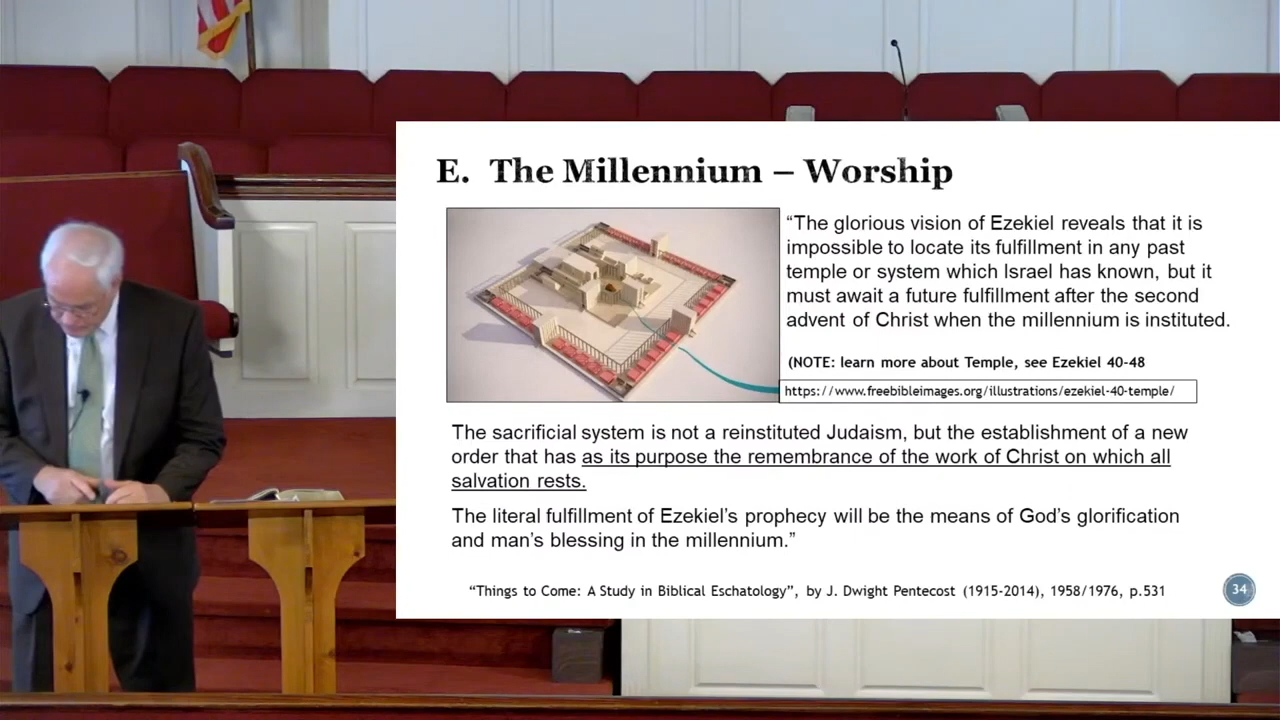 E. The Millennium – Worship
“The glorious vision of Ezekiel reveals that it is
impossible to locate its fulfillment in any past
temple or system which Israel has known, but it
must await a future fulfillment after the second
advent of Christ when the millennium is instituted.
(NOTE: learn more about Temple, see Ezekiel 40-48
https://www.freebibleimages.org/illustrations/ezekiel-40-temple/
The sacrificial system is not a reinstituted Judaism, but the establishment of a new
order that has as its purpose the remembrance of the work of Christ on which all
salvation rests.
The literal fulfillment of Ezekiel’s prophecy will be the means of God’s glorification
and man’s blessing in the millennium.”
“Things to Come: A Study in Biblical Eschatology”, by J. Dwight Pentecost (1915-2014), 1958/1976, p.531
34